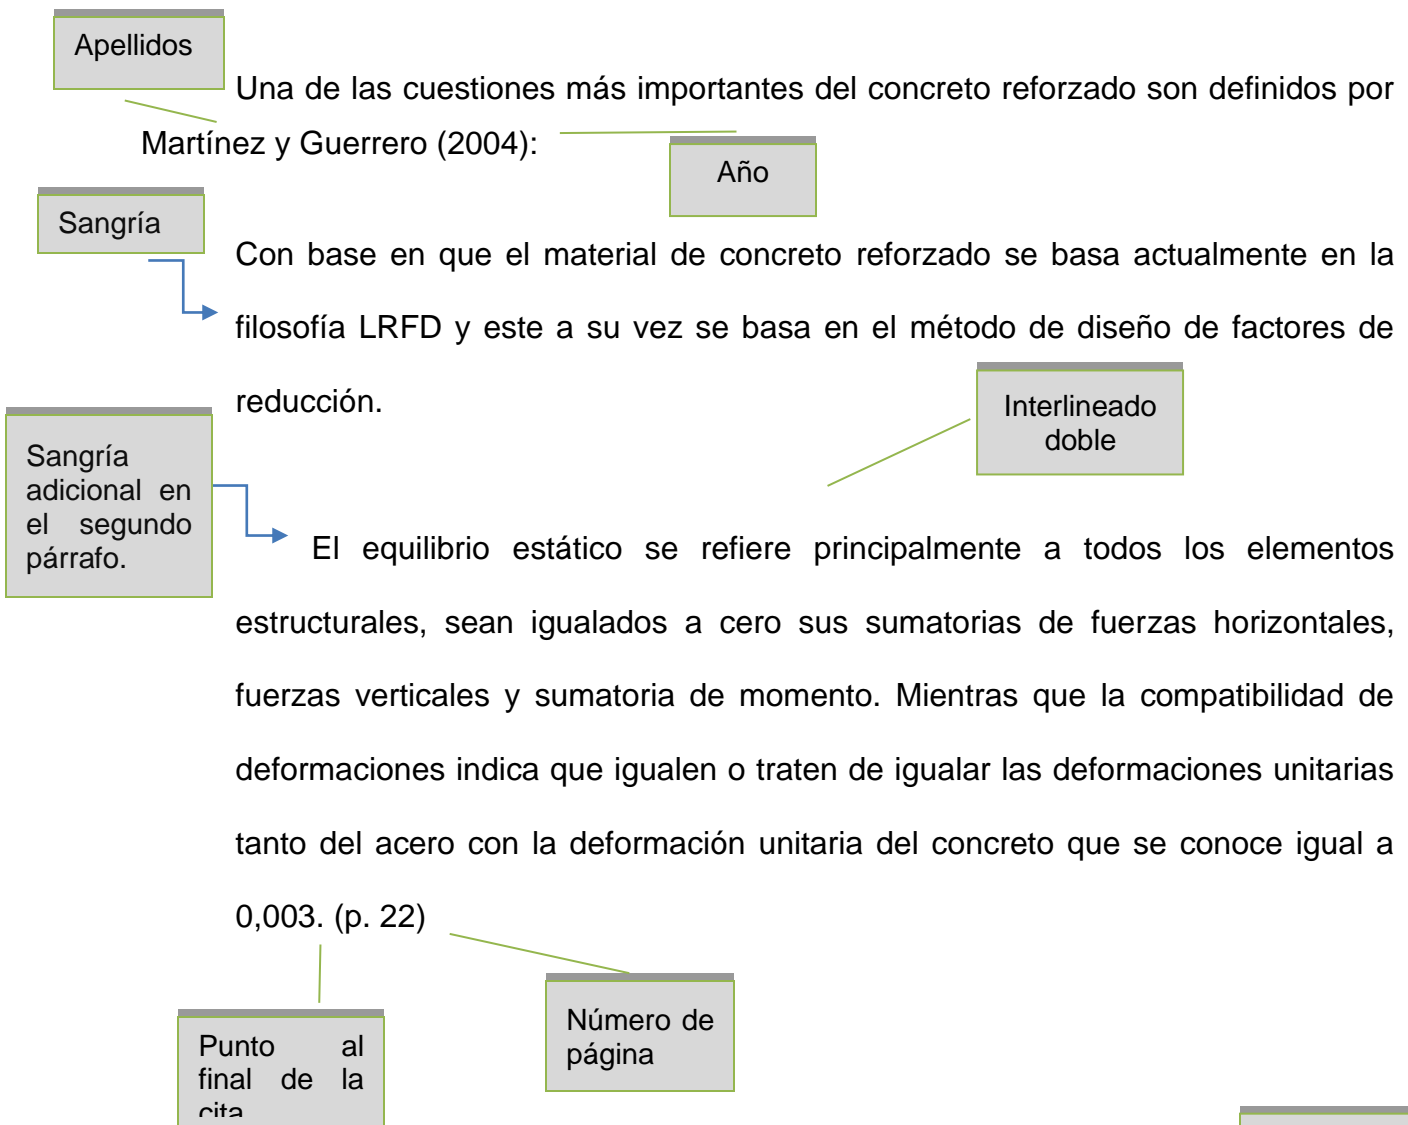 Apellidos
Una de las cuestiones más importantes del concreto reforzado son definidos por
Martínez y Guerrero (2004):
Año
Sangría
Con base en que el material de concreto reforzado se basa actualmente en la
filosofía LRFD y este a su vez se basa en el método de diseño de factores de
reducción.
Interlineado
doble
Sangría
adicional en
el segundo
párrafo.
El equilibrio estático se refiere principalmente a todos los elementos
estructurales, sean igualados a cero sus sumatorias de fuerzas horizontales,
fuerzas verticales y sumatoria de momento. Mientras que la compatibilidad de
deformaciones indica que igualen o traten de igualar las deformaciones unitarias
tanto del acero con la deformación unitaria del concreto que se conoce igual a
0,003. (p. 22)
Número de
página
Punto al
final de la
cita